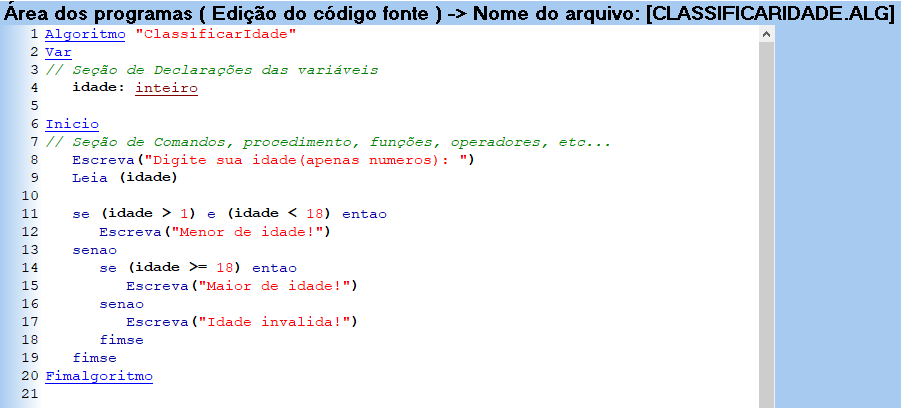 Área dos programas ( Edição do código fonte ) -> Nome do arquivo: [CLASSIFICARIDADE.ALG]
1 Algoritmo "ClassificarIdade"
2 Var
3 // Seção de Declarações das variáveis
4 idade: inteiro
5
6 Inicio
7 // Seção de Comandos, procedimento, funções, operadores, etc...
8 Escreva("Digite sua idade(apenas numeros): ")
9 Leia (idade)
10
11 se (idade > 1) e (idade < 18) entao
12 Escreva("Menor de idade!")
13 senao
14 se (idade >= 18) entao
15 Escreva("Maior de idade!")
16 senao
17 Escreva("Idade invalida!")
18 fimse
19 fimse
20 Fimalgoritmo
21